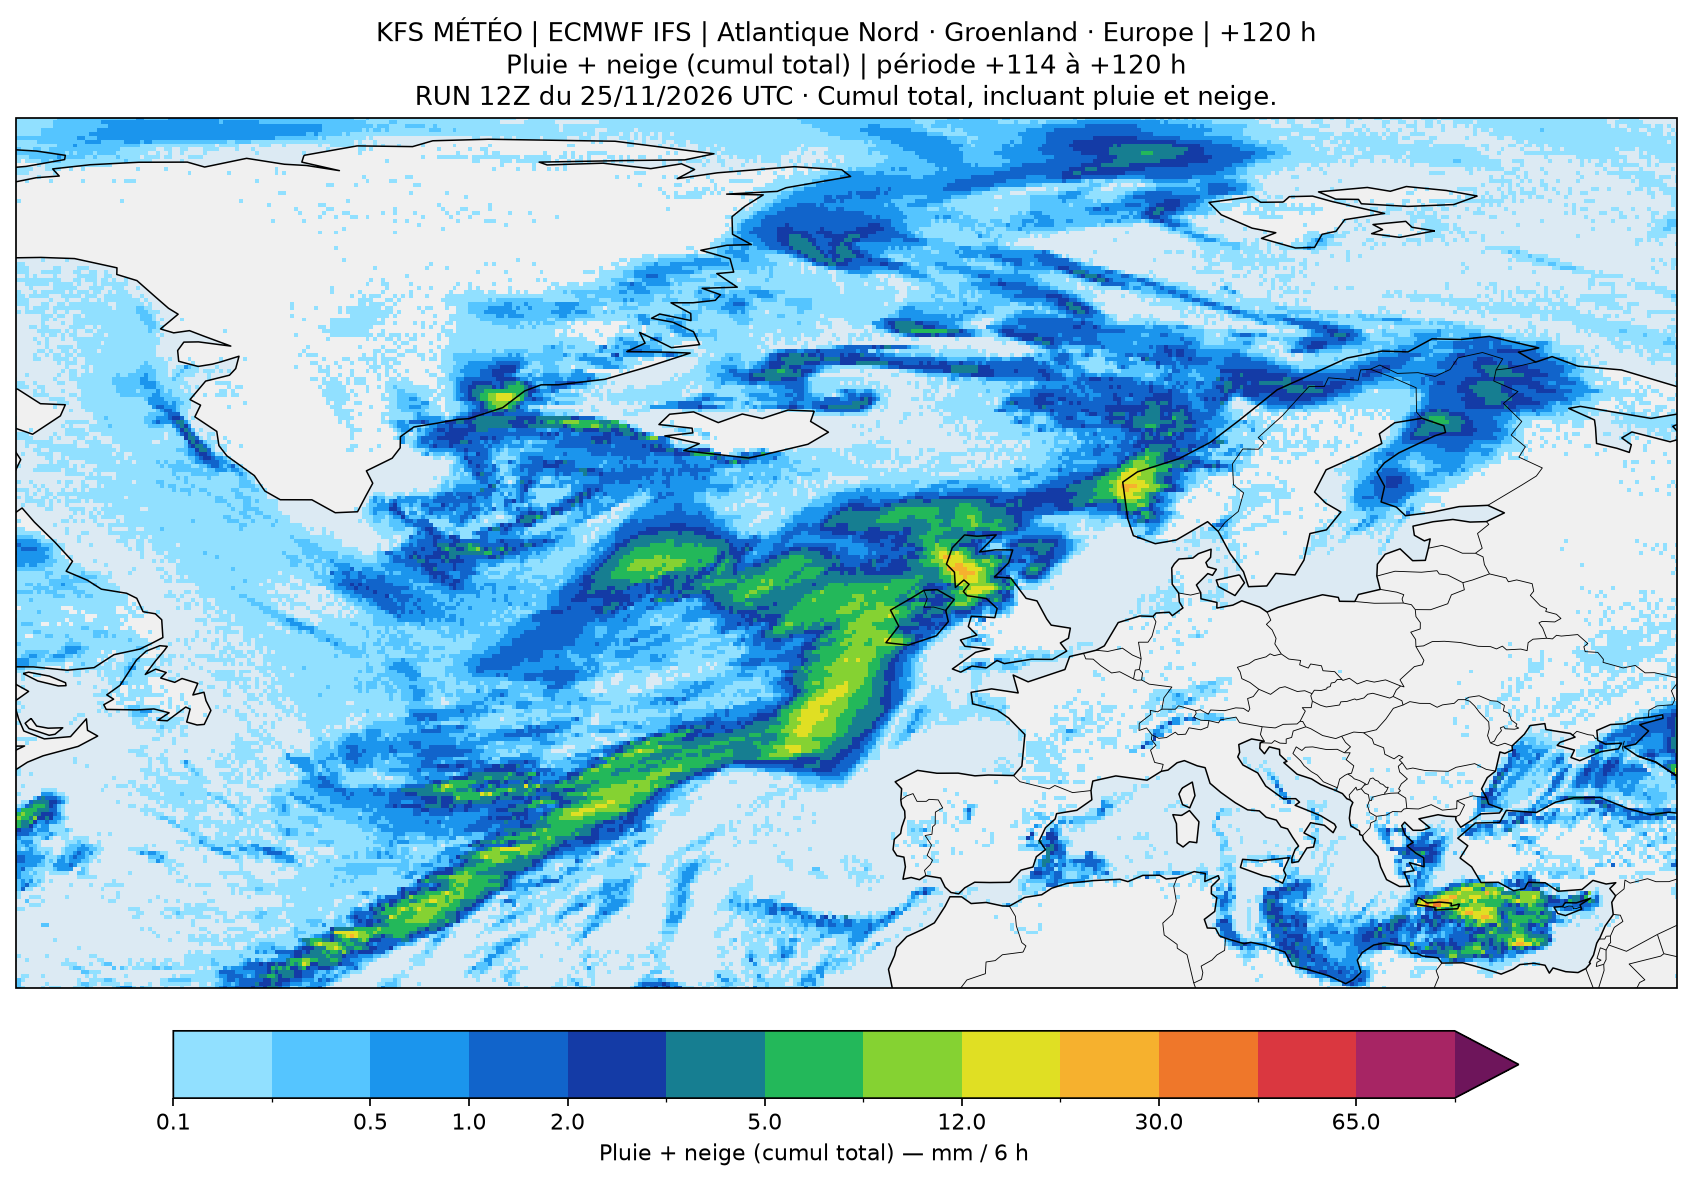 KFS MÉTÉO | ECMWF IFS | Atlantique Nord · Groenland · Europe | +120 h
Pluie + neige (cumul total) | période +114 à +120 h
RUN 12Z du 25/11/2026 UTC · Cumul total, incluant pluie et neige.
0.1 0.5 1.0 2.0 5.0 12.0 30.0 65.0
Pluie + neige (cumul total) — mm / 6 h